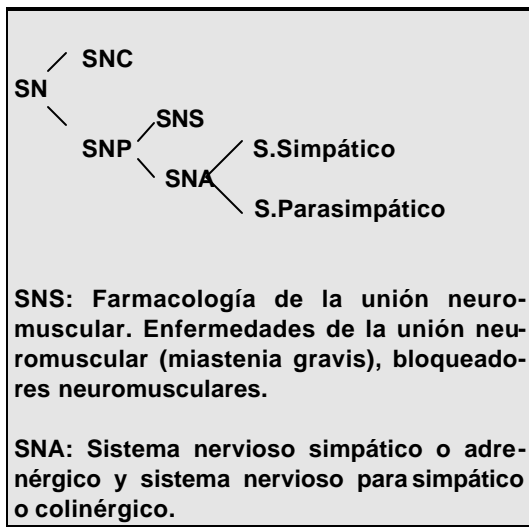 SNC
SN
SNS
SNP
S.Simpático
SNA
S.Parasimpático
SNS: Farmacología de la unión neuro-
muscular. Enfermedades de la unión neu-
romuscular (miastenia gravis), bloqueado-
res neuromusculares.
SNA: Sistema nervioso simpático o adre-
nérgico y sistema nervioso para simpático
o colinérgico.